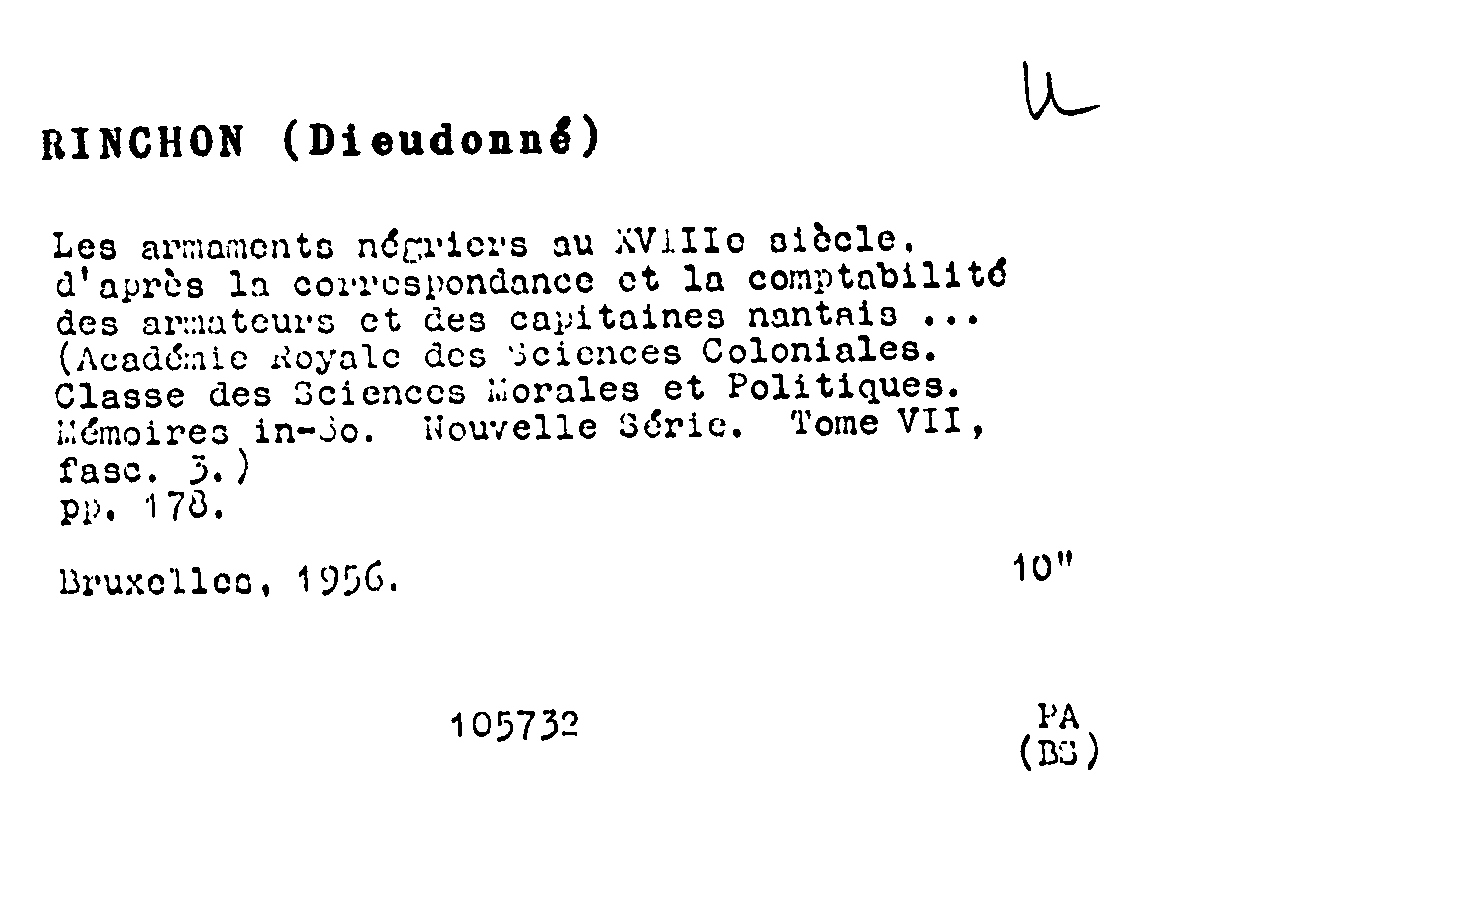 RINCHON (Dieudonné)
Les armaments négriers au XVIIIe siècle,
d'après la correspondance et la comptabilité
des armateurs et des capitaines nantais ...
(Académie Royale des Sciences Coloniales.
Classe des Sciences Morales et Politiques.
Mémoires in-8o. Nouvelle Série. Tome VII,
fasc. 3.)
pp. 178.
Bruxelles, 1956.
10"
105732
PA
(BS)